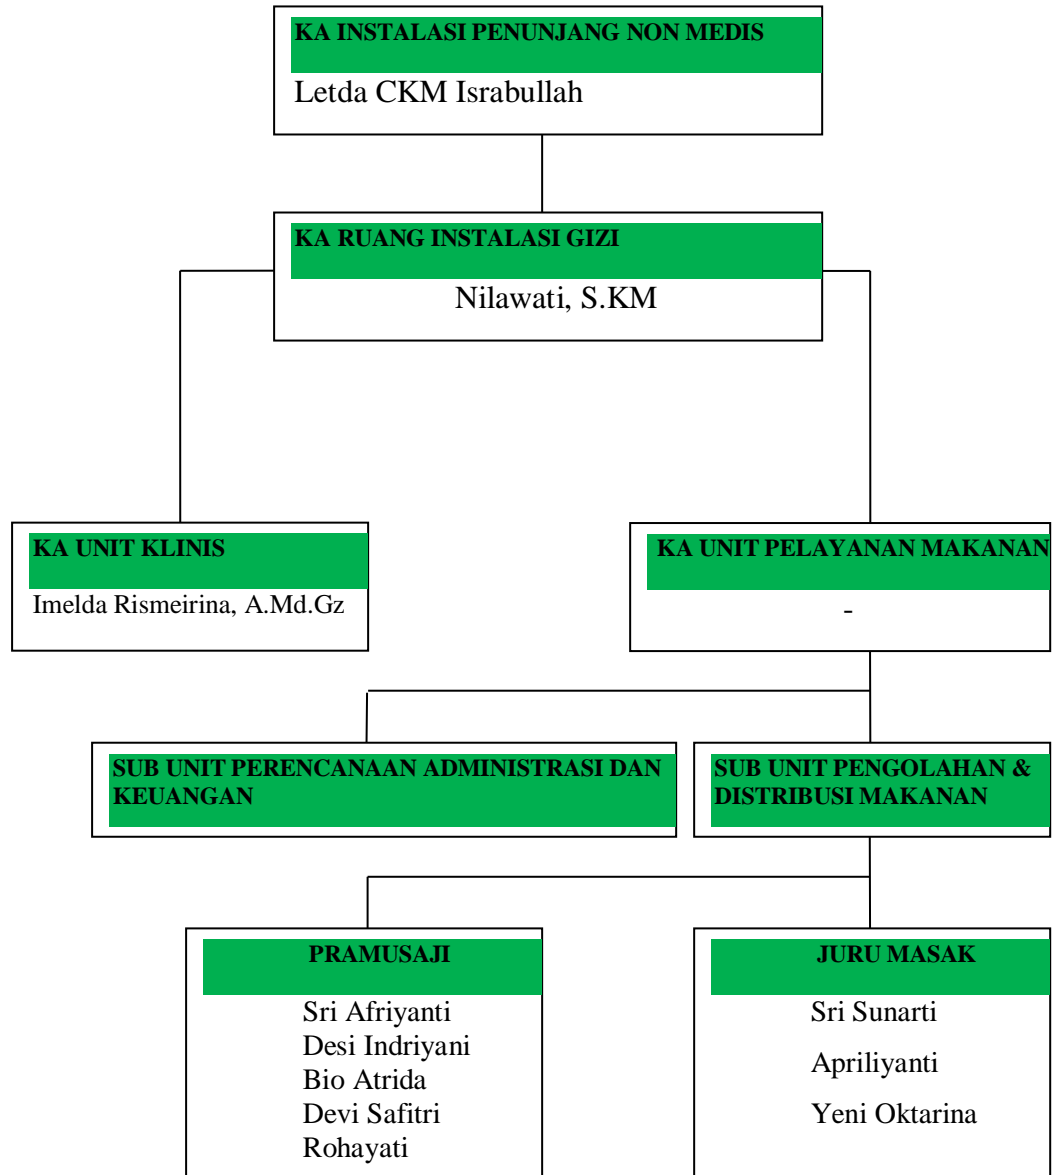 KA INSTALASI PENUNJANG NON MEDIS
Letda CKM Israbullah
KA RUANG INSTALASI GIZI
Nilawati, S.KM
KA UNIT KLINIS
Imelda Rismeirina, A.Md.Gz
KA UNIT PELAYANAN MAKANAN
-
SUB UNIT PERENCANAAN ADMINISTRASI DAN
KEUANGAN
SUB UNIT PENGOLAHAN &
DISTRIBUSI MAKANAN
PRAMUSAJI
Sri Afriyanti
Desi Indriyani
Bio Atrida
Devi Safitri
Rohayati
JURU MASAK
Sri Sunarti
Apriliyanti
Yeni Oktarina